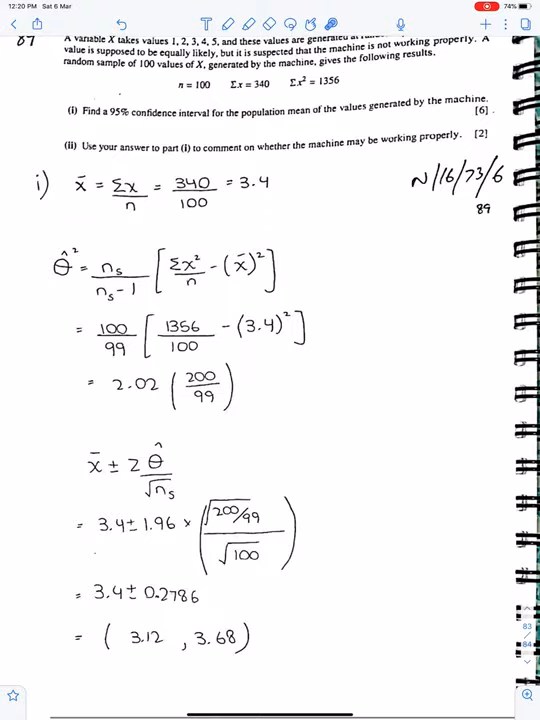 12:20 PM Sat 6 Mar 74%
89
A variable X takes values 1, 2, 3, 4, 5, and these values are generated at
value is supposed to be equally likely, but it is suspected that the machine is not working properly. A
random sample of 100 values of X, generated by the machine, gives the following results.
n = 100 Σx = 340 Σx² = 1356
(i) Find a 95% confidence interval for the population mean of the values generated by the machine.
[6]
(ii) Use your answer to part (i) to comment on whether the machine may be working properly. [2]
i) x̄ = Σx/n = 340/100 = 3.4
N/16/73/6
89
θ̂² = nₛ/(nₛ-1) [Σx²/n - (x̄)²]
= 100/99 [1356/100 - (3.4)²]
= 2.02 (200/99)
x̄ ± Z θ̂/√nₛ
= 3.4 ± 1.96 × (√200/99 / √100)
= 3.4 ± 0.2786
= (3.12, 3.68)
83
/
84